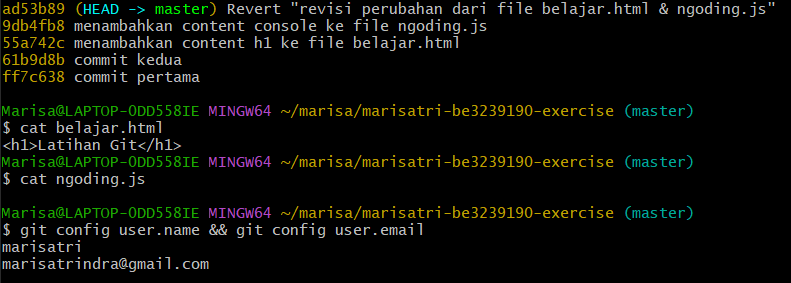 ad53b89 (HEAD -> master) Revert "revisi perubahan dari file belajar.html & ngoding.js"
9db4fb8 menambahkan content console ke file ngoding.js
55a742c menambahkan content h1 ke file belajar.html
61b9d8b commit kedua
ff7c638 commit pertama
Marisa@LAPTOP-ODD558IE MINGW64 ~/marisa/marisatri-be3239190-exercise (master)
$ cat belajar.html
<h1>Latihan Git</h1>
Marisa@LAPTOP-ODD558IE MINGW64 ~/marisa/marisatri-be3239190-exercise (master)
$ cat ngoding.js
Marisa@LAPTOP-ODD558IE MINGW64 ~/marisa/marisatri-be3239190-exercise (master)
$ git config user.name && git config user.email
marisatri
marisatrindra@gmail.com